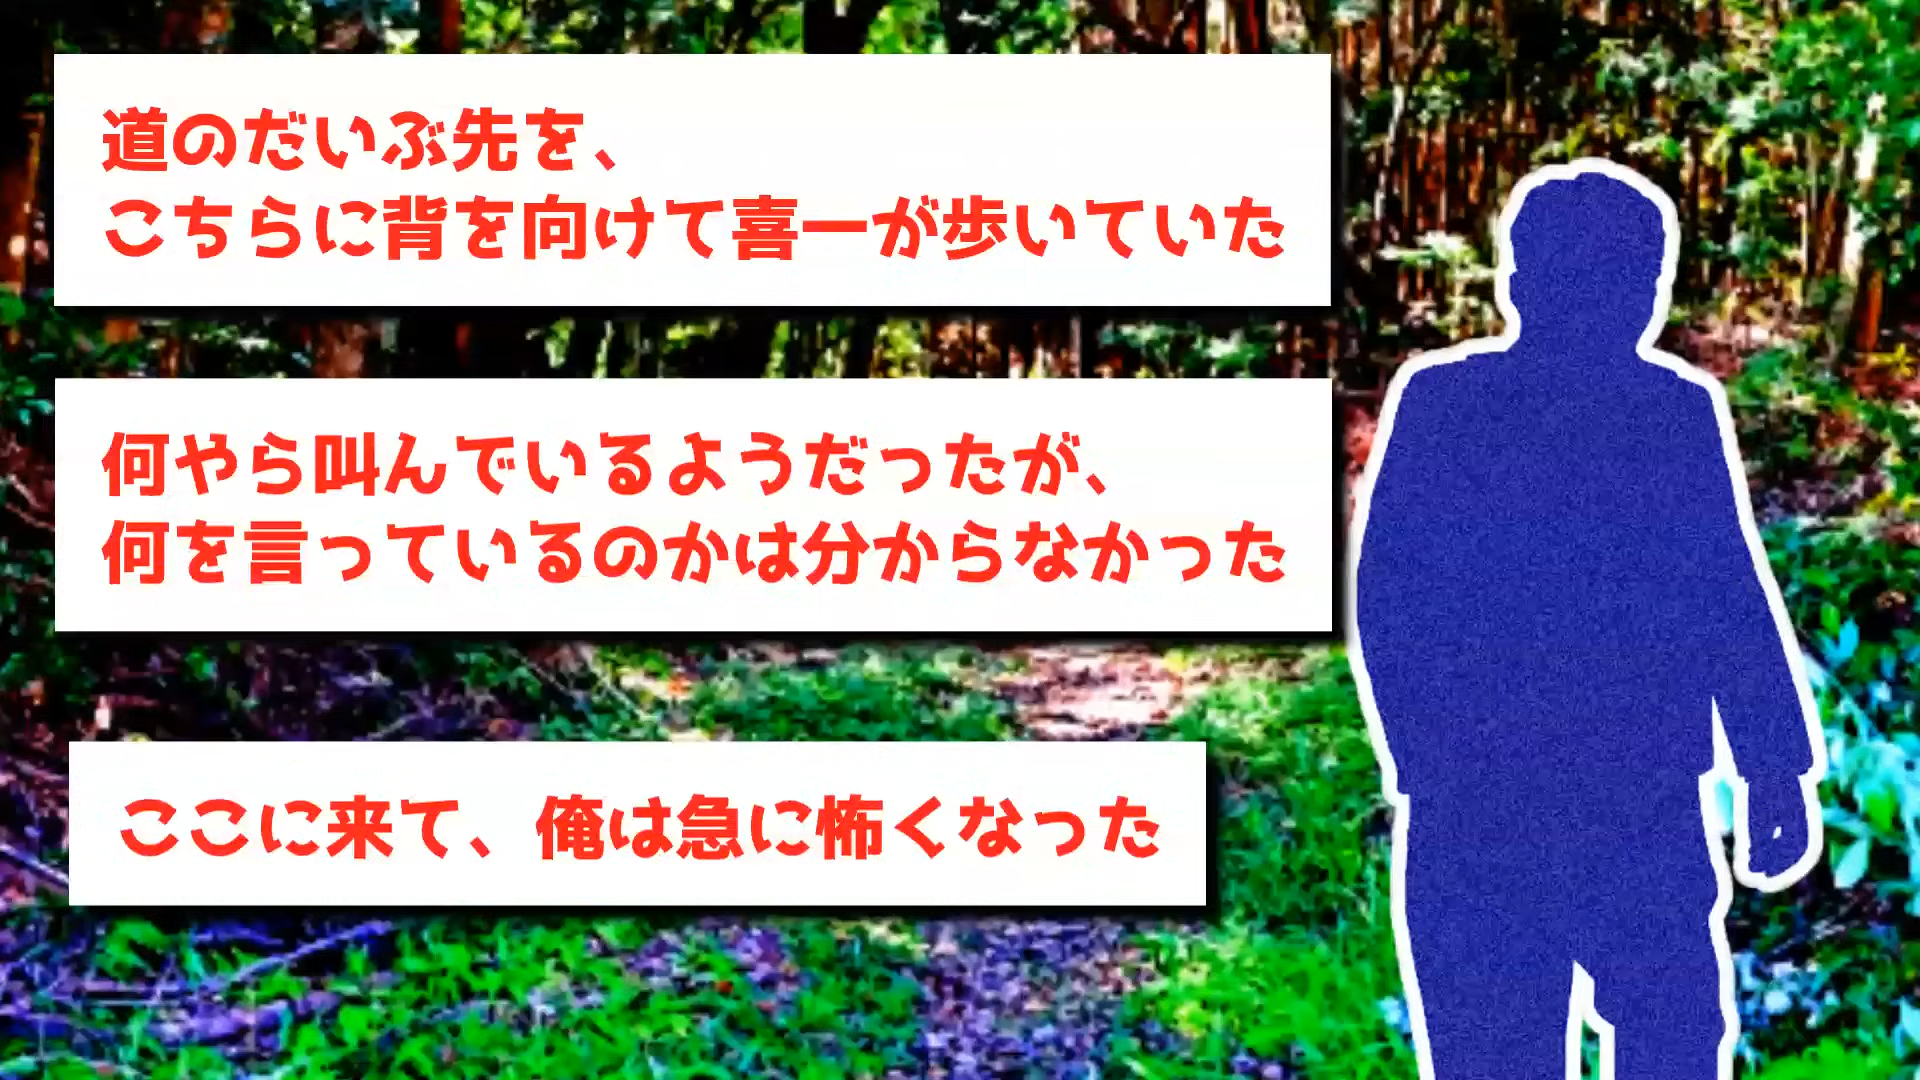 道のだいぶ先を、
こちらに背を向けて喜一が歩いていた
何やら叫んでいるようだったが、
何を言っているのかは分からなかった
ここに来て、俺は急に怖くなった